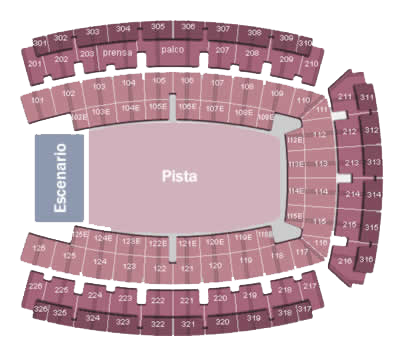 301 302 303 304 305 306 307 308 309 310
201 202 203 prensa palco 207 208 209 210
101 102 103 104 105 106 107 108 109 110 111
103E 104E 105E 106E 107E 108E 109E
211 311
112 212 312
112E
113E 113 213 313
114 214 314
114E
115E 115 215 315
116 216 316
Escenario
Pista
125E 124E 123E 122E 121E 120E 119E 118E
126 125 124 123 122 121 120 119 118 117
226 225 224 223 222 221 220 219 218 217
326 325 324 323 322 321 320 319 318 317